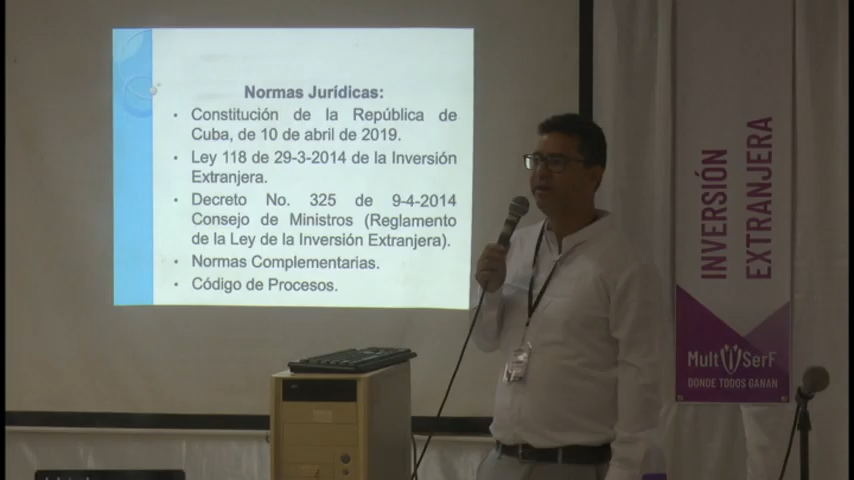 Normas Jurídicas:
• Constitución de la República de
Cuba, de 10 de abril de 2019.
• Ley 118 de 29-3-2014 de la Inversión
Extranjera.
• Decreto No. 325 de 9-4-2014
Consejo de Ministros (Reglamento
de la Ley de la Inversión Extranjera).
• Normas Complementarias.
• Código de Procesos.
INVERSIÓN
EXTRANJERA
MultiSerF
DONDE TODOS GANAN